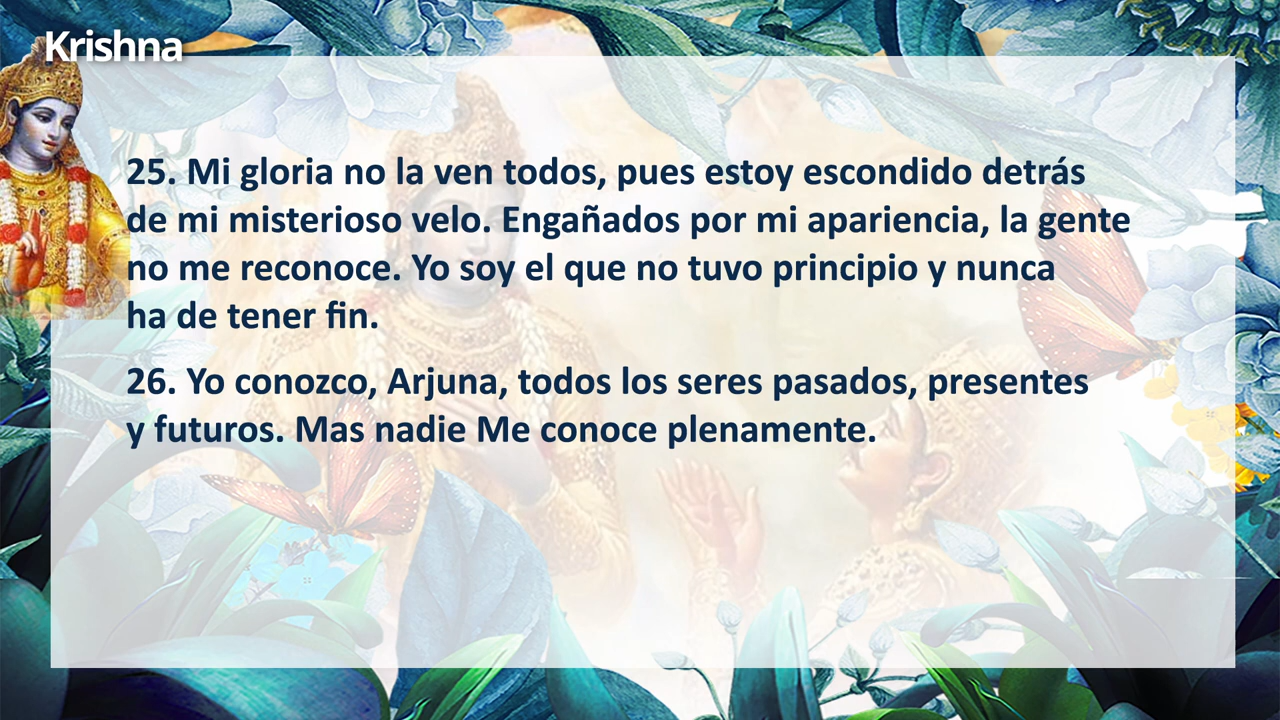 Krishna
25. Mi gloria no la ven todos, pues estoy escondido detrás
de mi misterioso velo. Engañados por mi apariencia, la gente
no me reconoce. Yo soy el que no tuvo principio y nunca
ha de tener fin.
26. Yo conozco, Arjuna, todos los seres pasados, presentes
y futuros. Mas nadie Me conoce plenamente.